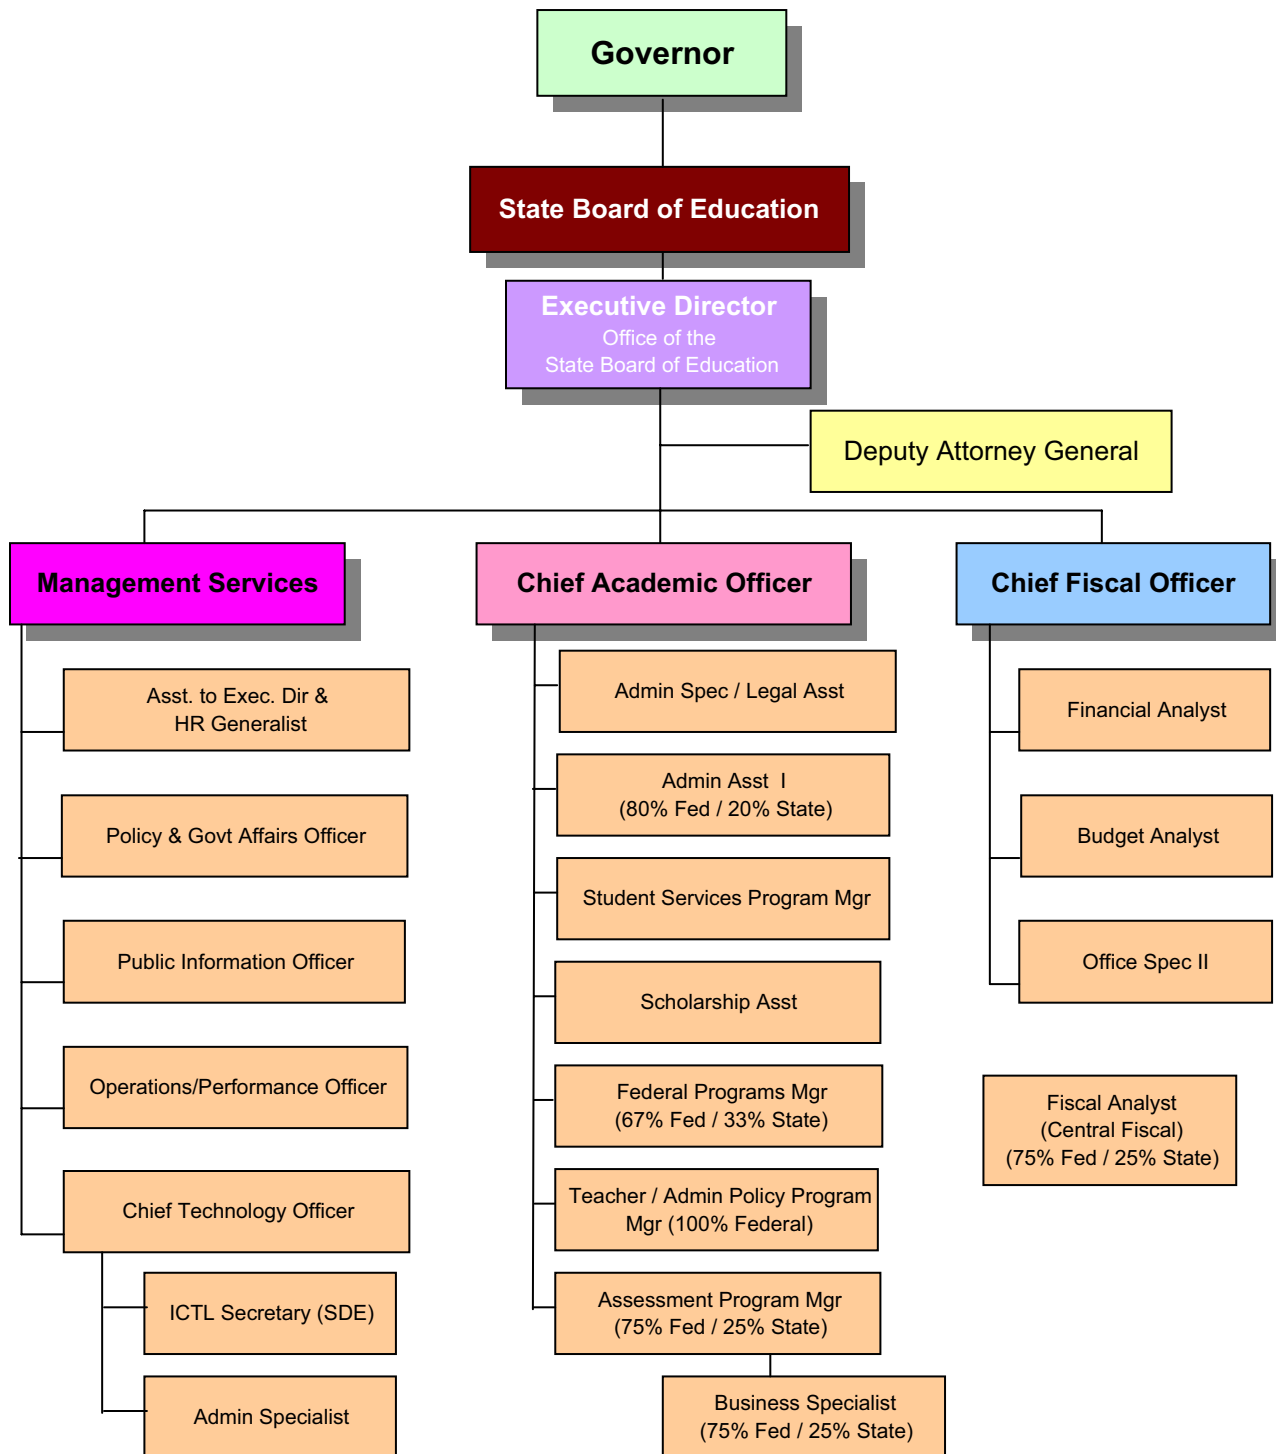 Governor
State Board of Education
Executive Director
Office of the
State Board of Education
Deputy Attorney General
Management Services
Asst. to Exec. Dir &
HR Generalist
Policy & Govt Affairs Officer
Public Information Officer
Operations/Performance Officer
Chief Technology Officer
ICTL Secretary (SDE)
Admin Specialist
Chief Academic Officer
Admin Spec / Legal Asst
Admin Asst I
(80% Fed / 20% State)
Student Services Program Mgr
Scholarship Asst
Federal Programs Mgr
(67% Fed / 33% State)
Teacher / Admin Policy Program
Mgr (100% Federal)
Assessment Program Mgr
(75% Fed / 25% State)
Business Specialist
(75% Fed / 25% State)
Chief Fiscal Officer
Financial Analyst
Budget Analyst
Office Spec II
Fiscal Analyst
(Central Fiscal)
(75% Fed / 25% State)